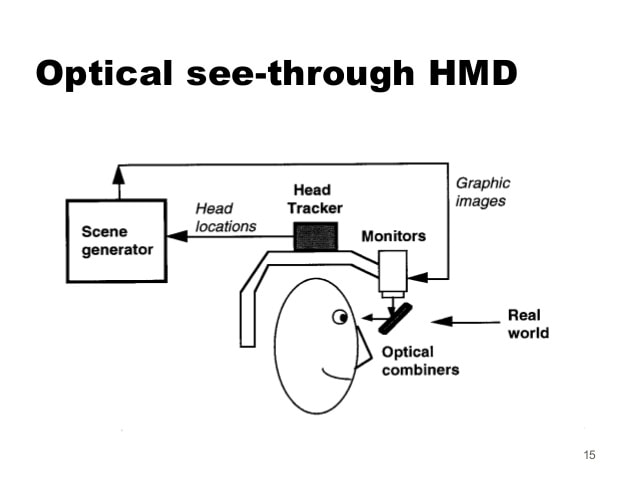 Optical see-through HMD
Graphic
images
Head
Tracker
Head
locations
Scene
generator
Monitors
Real
world
Optical
combiners
15